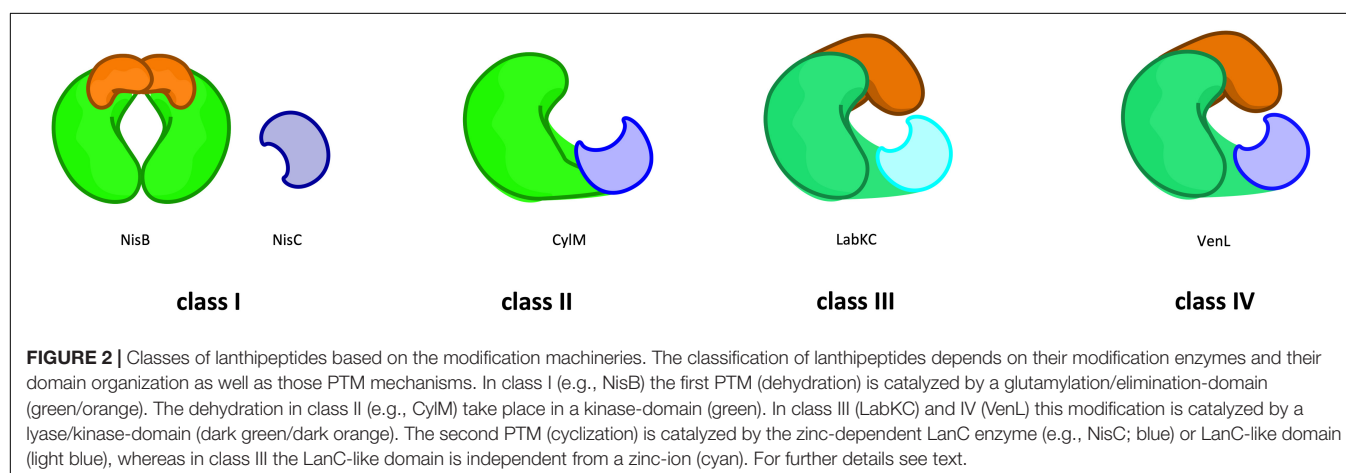 NisB NisC CylM LabKC VenL
class I class II class III class IV
FIGURE 2 | Classes of lanthipeptides based on the modification machineries. The classification of lanthipeptides depends on their modification enzymes and their
domain organization as well as those PTM mechanisms. In class I (e.g., NisB) the first PTM (dehydration) is catalyzed by a glutamylation/elimination-domain
(green/orange). The dehydration in class II (e.g., CylM) take place in a kinase-domain (green). In class III (LabKC) and IV (VenL) this modification is catalyzed by a
lyase/kinase-domain (dark green/dark orange). The second PTM (cyclization) is catalyzed by the zinc-dependent LanC enzyme (e.g., NisC; blue) or LanC-like domain
(light blue), whereas in class III the LanC-like domain is independent from a zinc-ion (cyan). For further details see text.